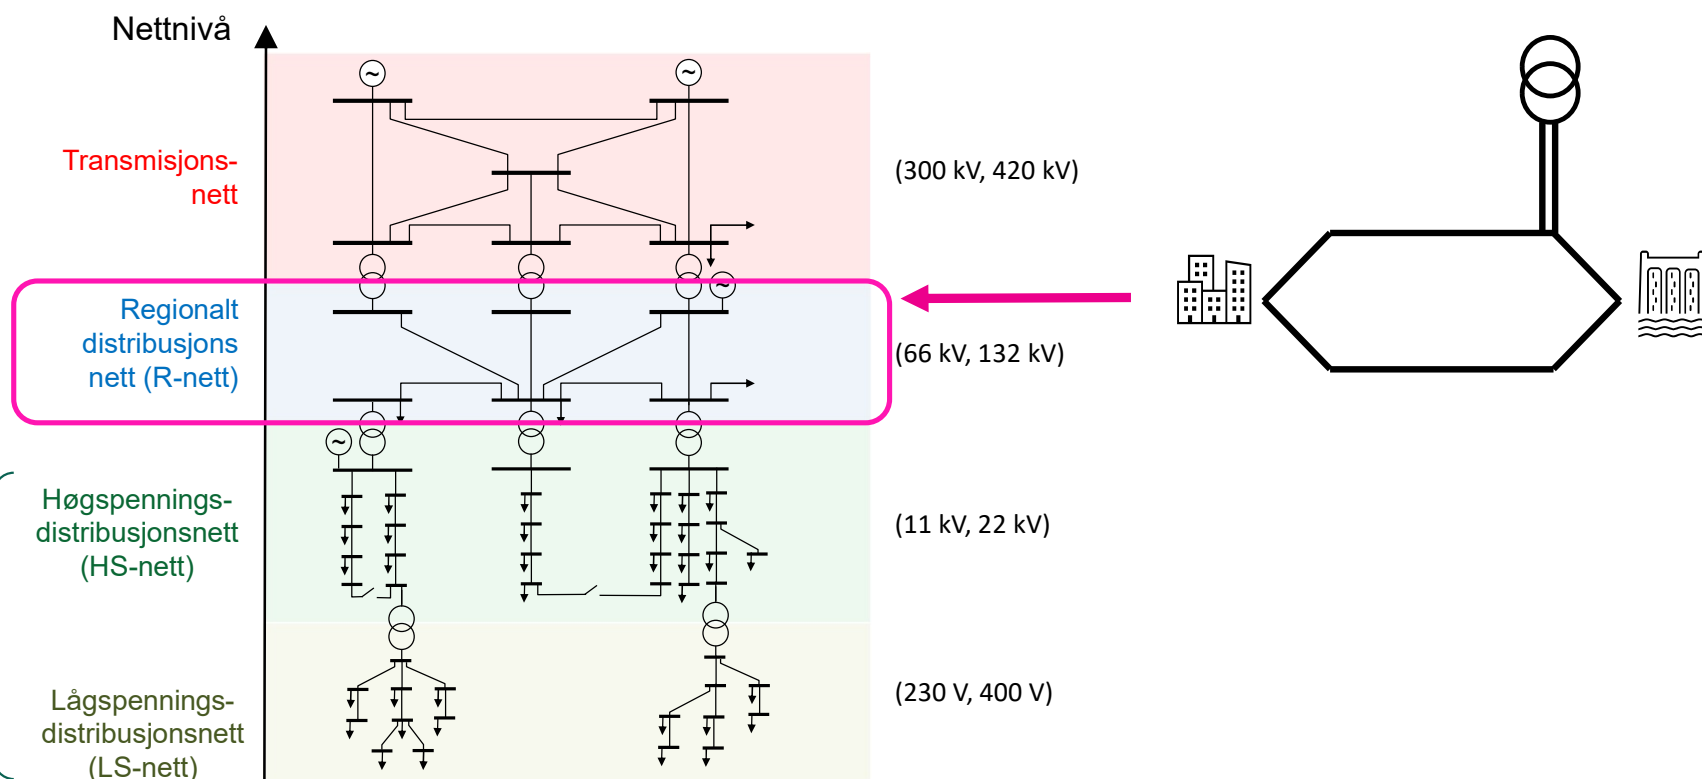 Nettnivå
Transmisjons-
nett
(300 kV, 420 kV)
Regionalt
distribusjons
nett (R-nett)
(66 kV, 132 kV)
Høgspennings-
distribusjonsnett
(HS-nett)
(11 kV, 22 kV)
Lågspennings-
distribusjonsnett
(LS-nett)
(230 V, 400 V)
~
~
~
~